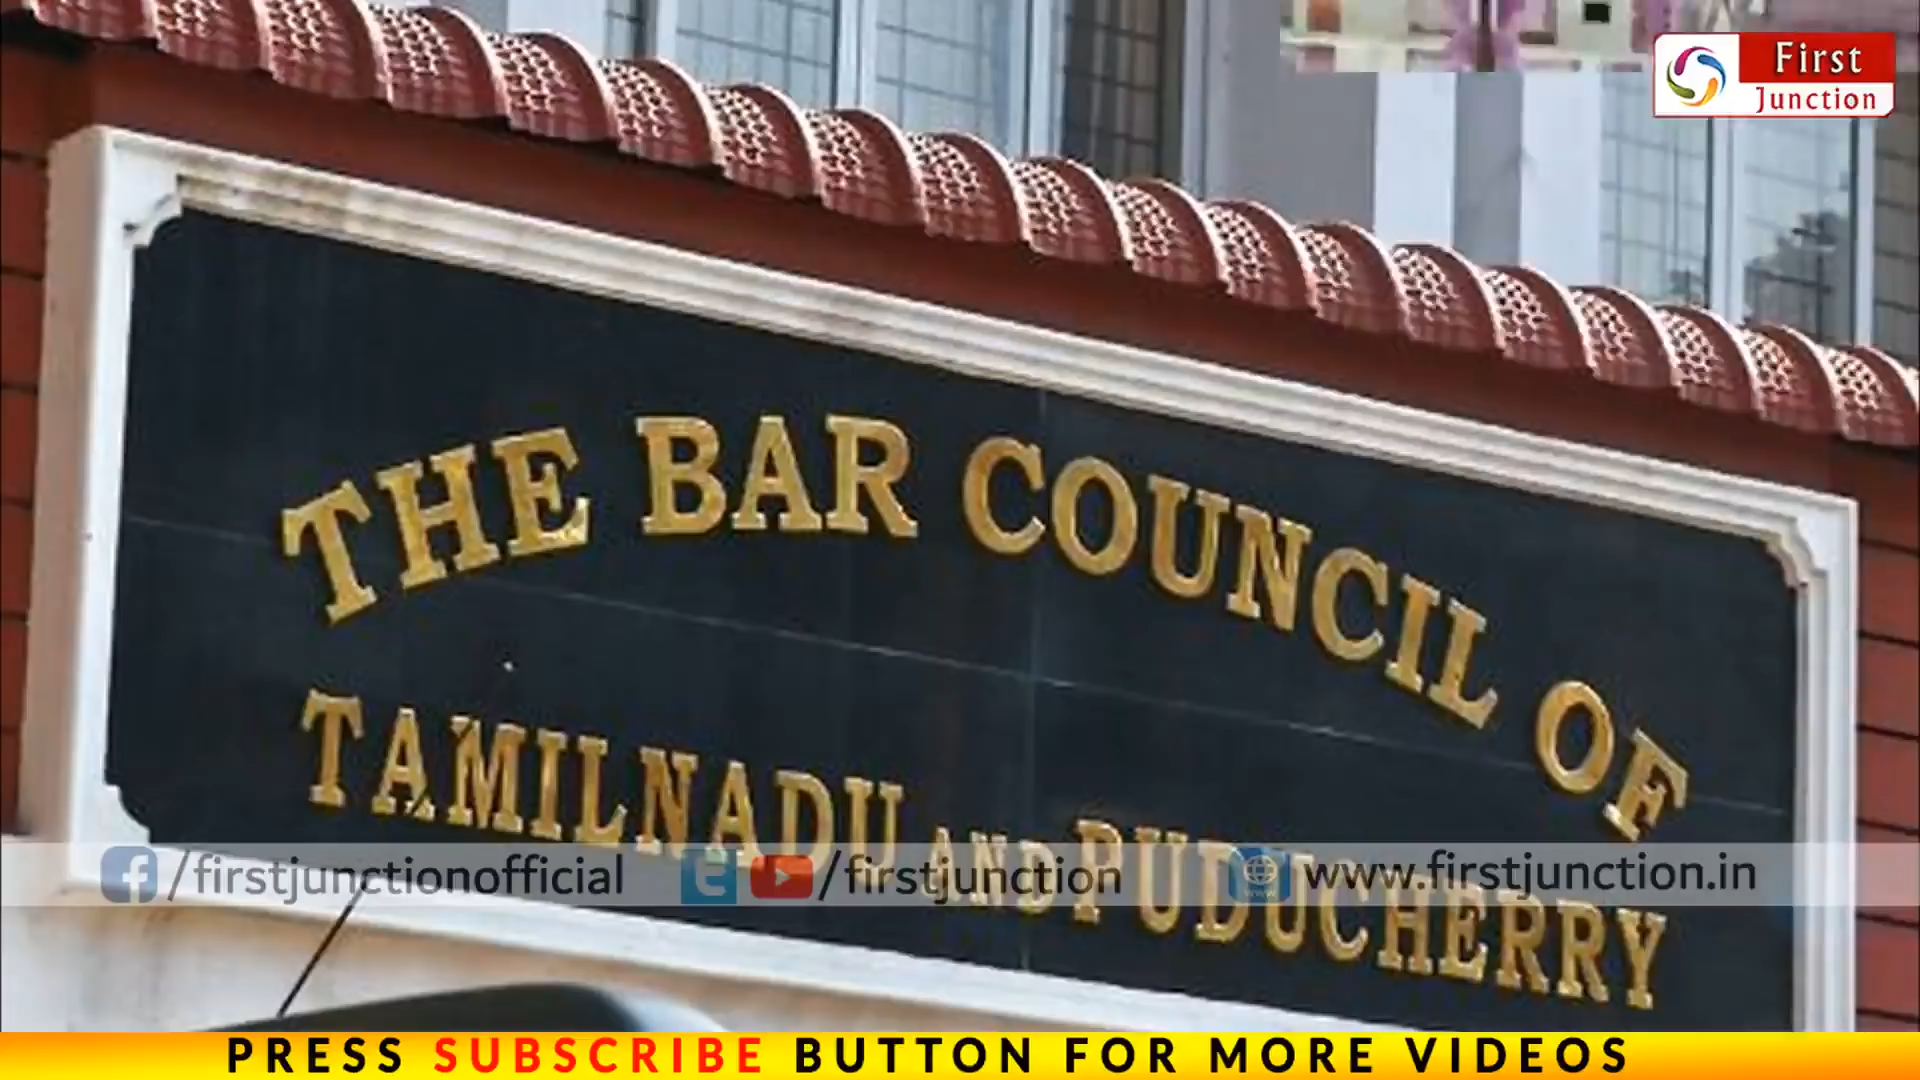 First
Junction
THE BAR COUNCIL OF
TAMILNADU AND PUDUCHERRY
/firstjunctionofficial
/firstjunction
www.firstjunction.in
PRESS SUBSCRIBE BUTTON FOR MORE VIDEOS